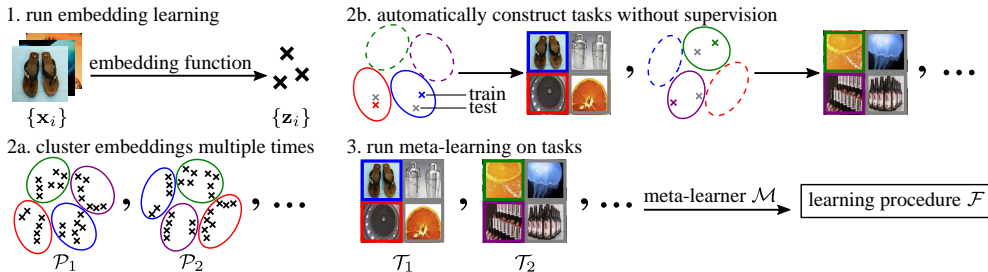 1. run embedding learning
embedding function
{x_i}
{z_i}
2a. cluster embeddings multiple times
, , ...
P_1
P_2
2b. automatically construct tasks without supervision
train
test
, , ...
3. run meta-learning on tasks
, , ...
meta-learner M
learning procedure F
T_1
T_2